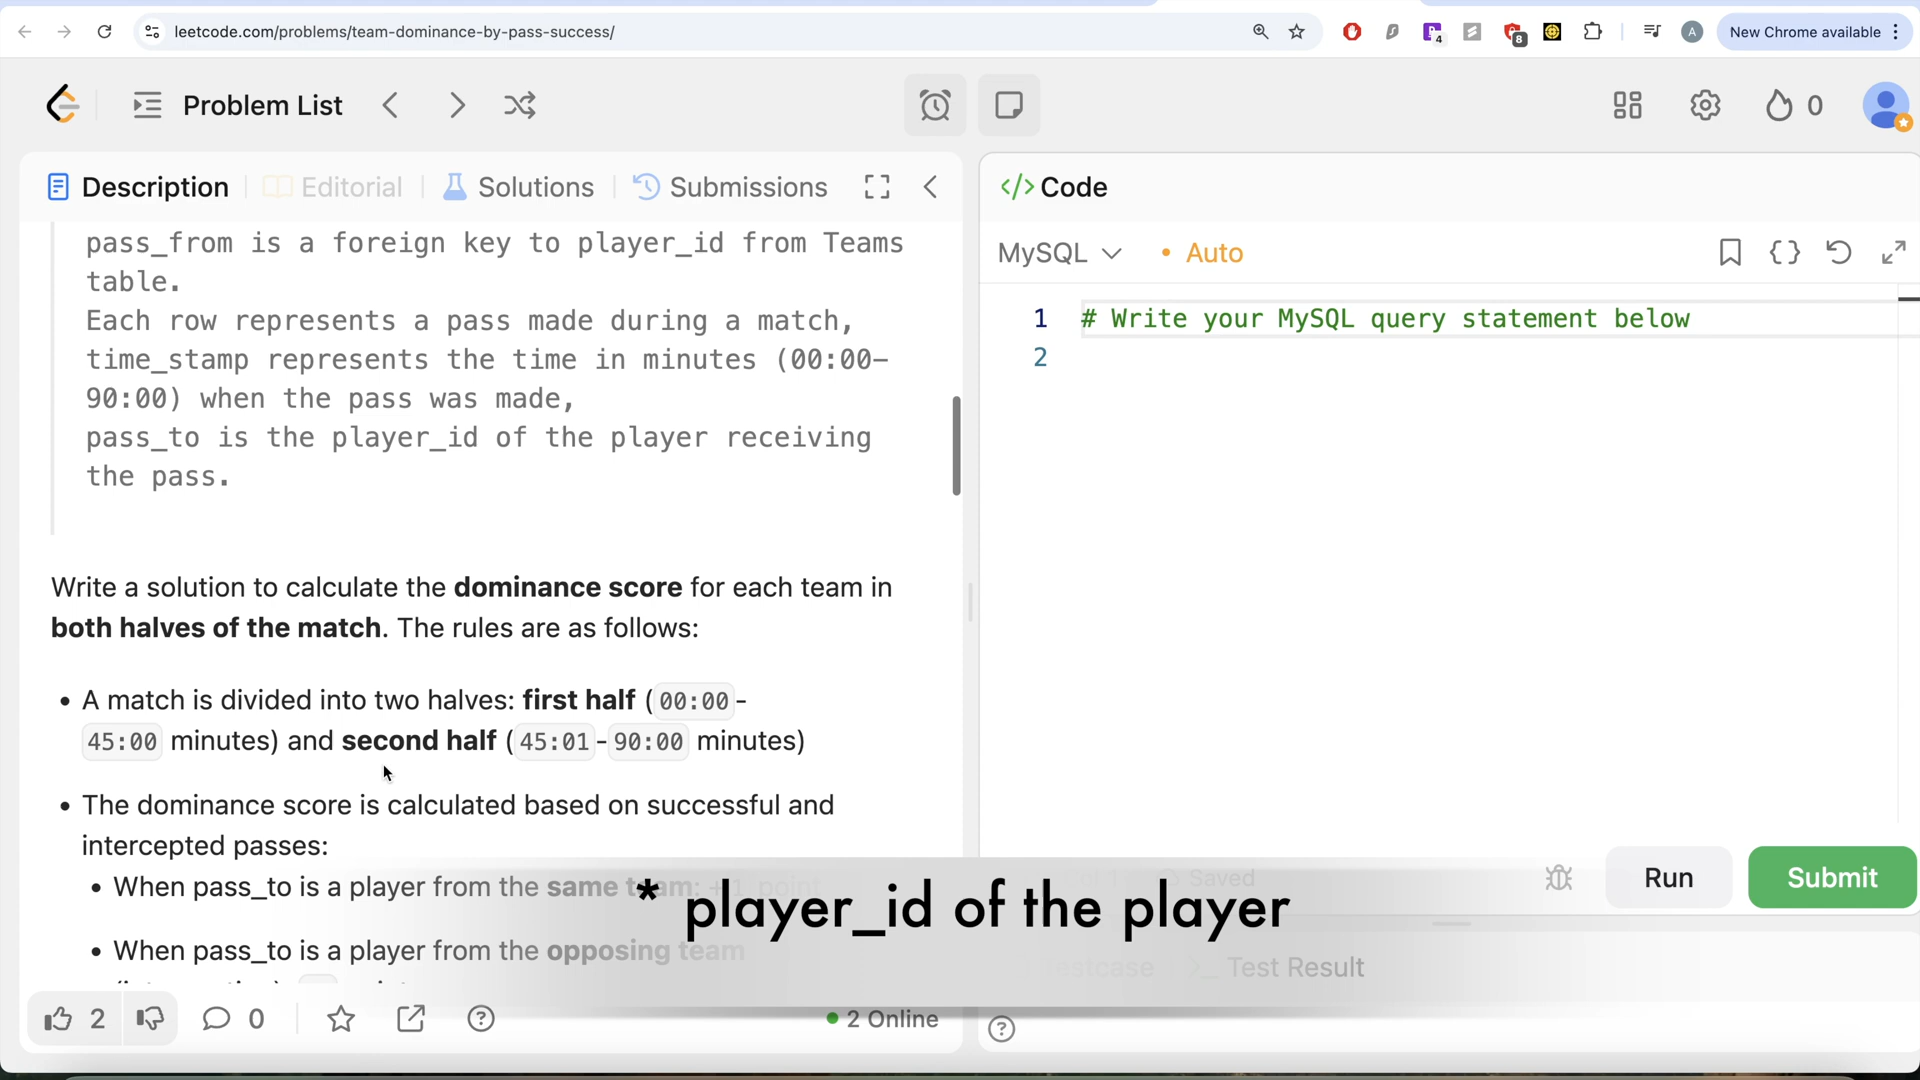 leetcode.com/problems/team-dominance-by-pass-success/
4
8
A
New Chrome available
Problem List
0
Description
Editorial
Solutions
Submissions
</> Code
pass_from is a foreign key to player_id from Teams
table.
Each row represents a pass made during a match,
time_stamp represents the time in minutes (00:00-
90:00) when the pass was made,
pass_to is the player_id of the player receiving
the pass.
Write a solution to calculate the dominance score for each team in
both halves of the match. The rules are as follows:
• A match is divided into two halves: first half (00:00-
45:00 minutes) and second half (45:01-90:00 minutes)
• The dominance score is calculated based on successful and
intercepted passes:
• When pass_to is a player from the same team: +1 point
• When pass_to is a player from the opposing team
2
0
2 Online
MySQL
• Auto
{}
1 # Write your MySQL query statement below
2
Saved
Run
Submit
* player_id of the player
Test Result